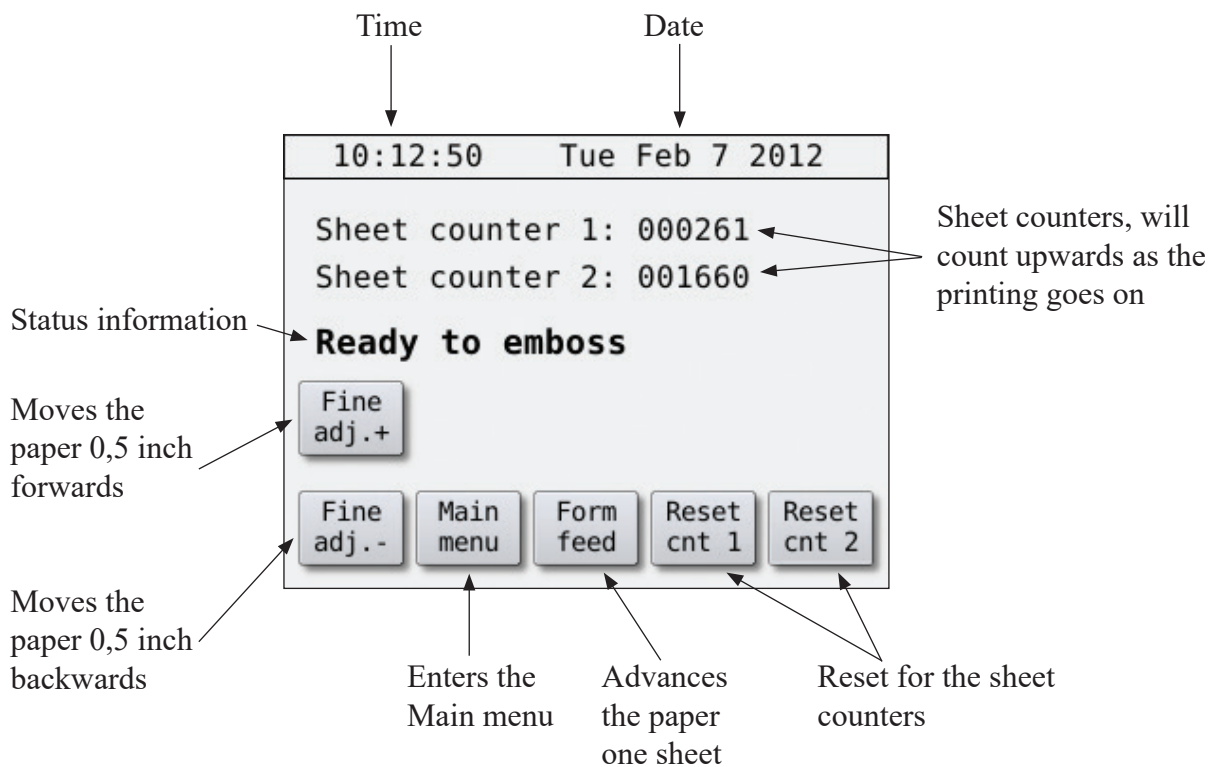 Time
Date
10:12:50 Tue Feb 7 2012
Sheet counter 1: 000261
Sheet counter 2: 001660
Sheet counters, will
count upwards as the
printing goes on
Status information
Ready to emboss
Moves the
paper 0,5 inch
forwards
Fine
adj.+
Fine
adj.-
Main
menu
Form
feed
Reset
cnt 1
Reset
cnt 2
Moves the
paper 0,5 inch
backwards
Enters the
Main menu
Advances
the paper
one sheet
Reset for the sheet
counters